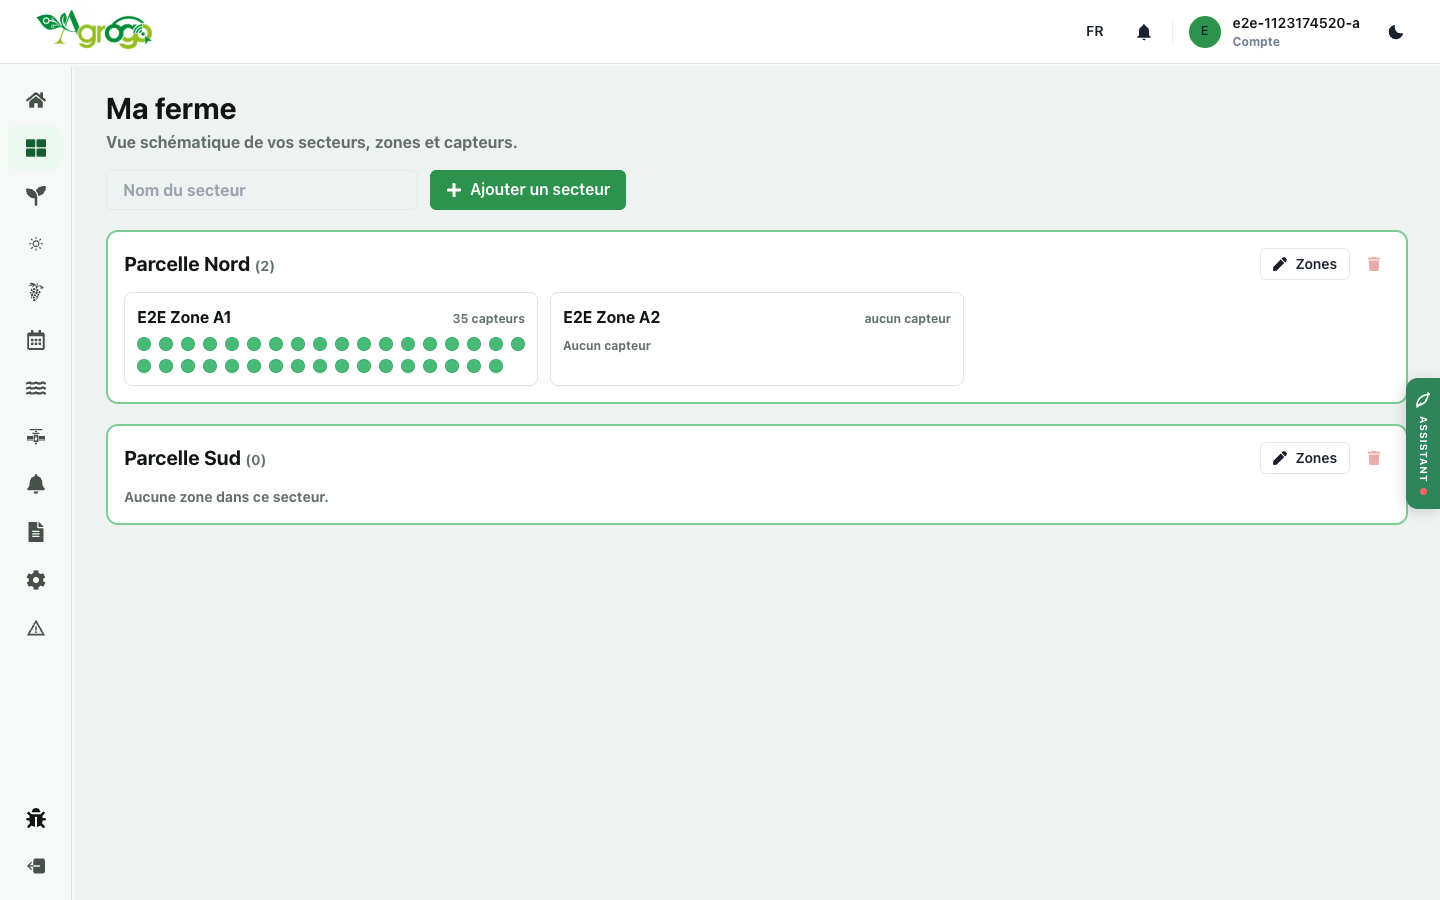 Agroga
FR
E
e2e-1123174520-a
Compte
Ma ferme
Vue schématique de vos secteurs, zones et capteurs.
Nom du secteur
Ajouter un secteur
Parcelle Nord (2)
Zones
E2E Zone A1
35 capteurs
E2E Zone A2
aucun capteur
Aucun capteur
ASSISTANT
Parcelle Sud (0)
Zones
Aucune zone dans ce secteur.